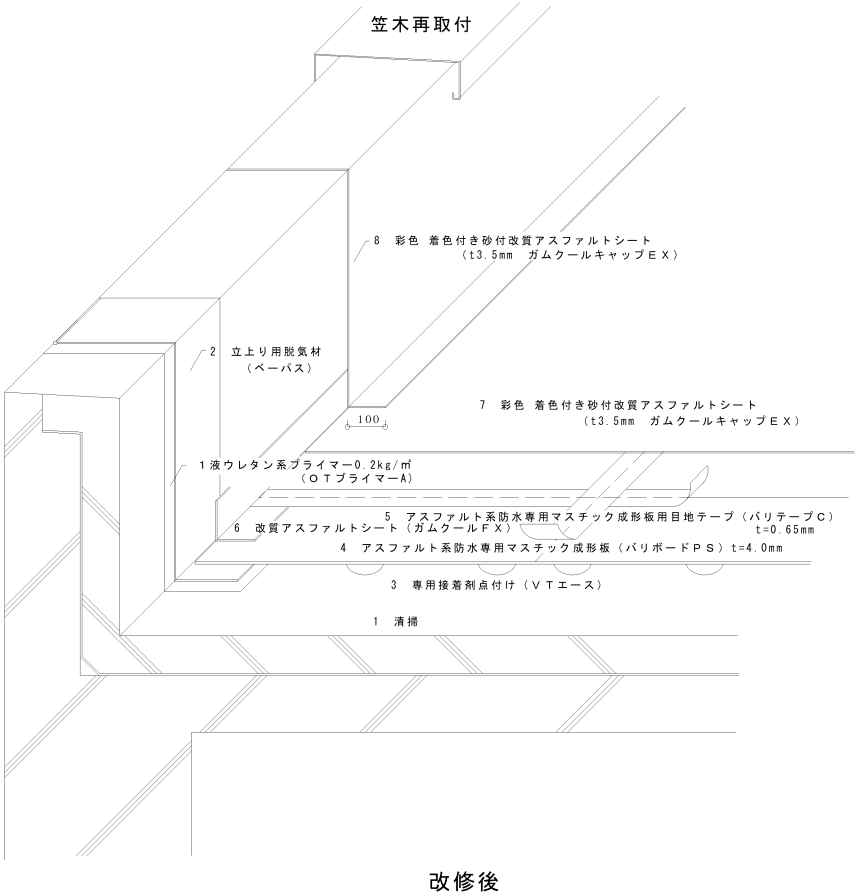 笠木再取付
8 彩色 着色付き砂付改質アスファルトシート
(t3.5mm ガムクールキャップEX)
2 立上り用脱気材
(ベーパス)
100
7 彩色 着色付き砂付改質アスファルトシート
(t3.5mm ガムクールキャップEX)
1液ウレタン系プライマー0.2kg/㎡
(OTプライマーA)
5 アスファルト系防水専用マスチック成形板用目地テープ(バリテープC)
t=0.65mm
6 改質アスファルトシート(ガムクールFX)
4 アスファルト系防水専用マスチック成形板(バリボードPS)t=4.0mm
3 専用接着剤点付け(VTエース)
1 清掃
改修後